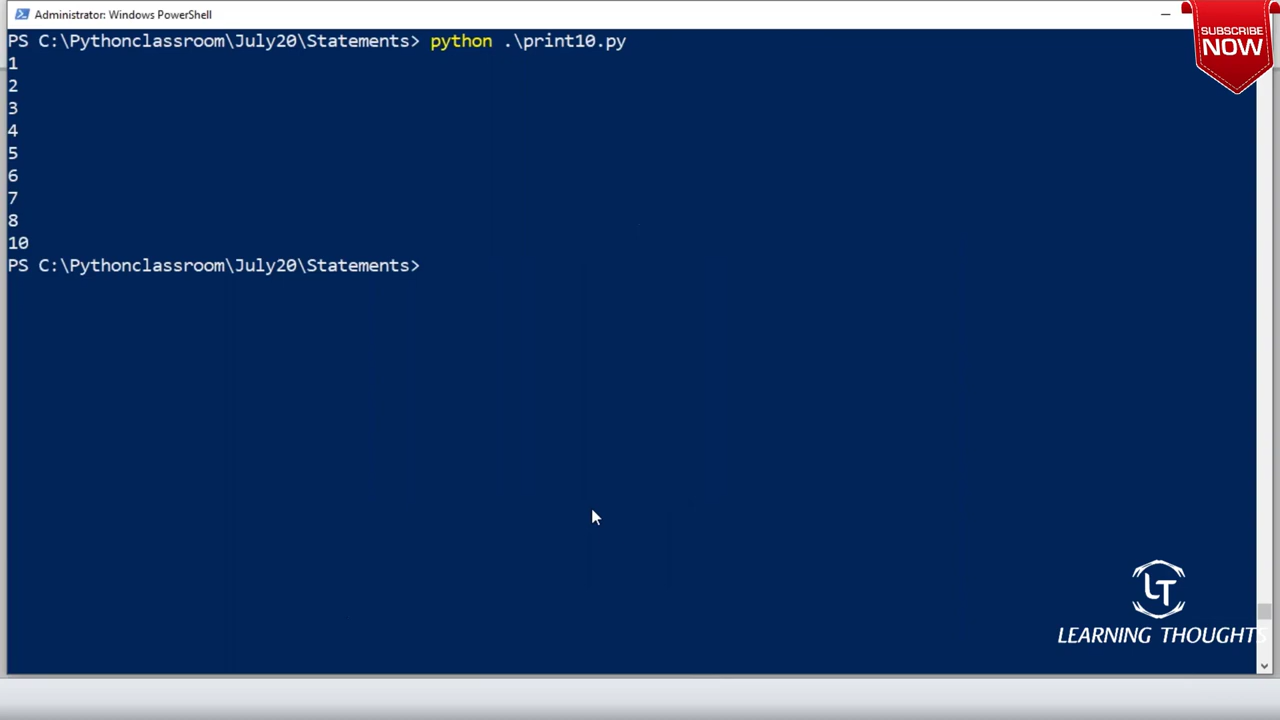 Administrator: Windows PowerShell
SUBSCRIBE
NOW
PS C:\Pythonclassroom\July20\Statements> python .\print10.py
1
2
3
4
5
6
7
8
10
PS C:\Pythonclassroom\July20\Statements>
LT
LEARNING THOUGHTS